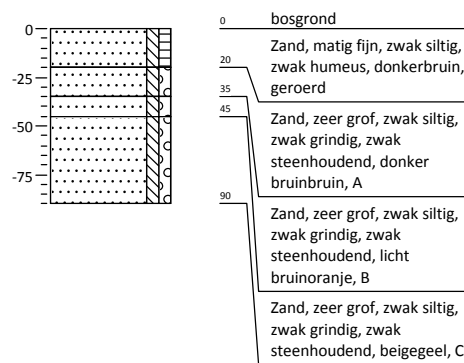 0
-25
-50
-75
0
bosgrond
Zand, matig fijn, zwak siltig,
20
zwak humeus, donkerbruin,
geroerd
35
45
Zand, zeer grof, zwak siltig,
zwak grindig, zwak
steenhoudend, donker
bruinbruin, A
90
Zand, zeer grof, zwak siltig,
zwak grindig, zwak
steenhoudend, licht
bruinoranje, B
Zand, zeer grof, zwak siltig,
zwak grindig, zwak
steenhoudend, beigegeel, C